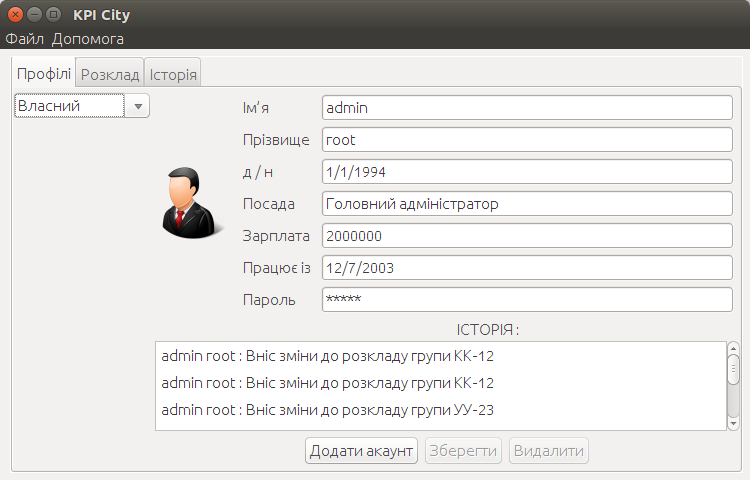 KPI City
Файл Допомога
Профілі Розклад Історія
Власний
Ім'я admin
Прізвище root
д / н 1/1/1994
Посада Головний адміністратор
Зарплата 2000000
Працює із 12/7/2003
Пароль *****
ІСТОРІЯ :
admin root : Вніс зміни до розкладу групи КК-12
admin root : Вніс зміни до розкладу групи КК-12
admin root : Вніс зміни до розкладу групи УУ-23
Додати акаунт Зберегти Видалити